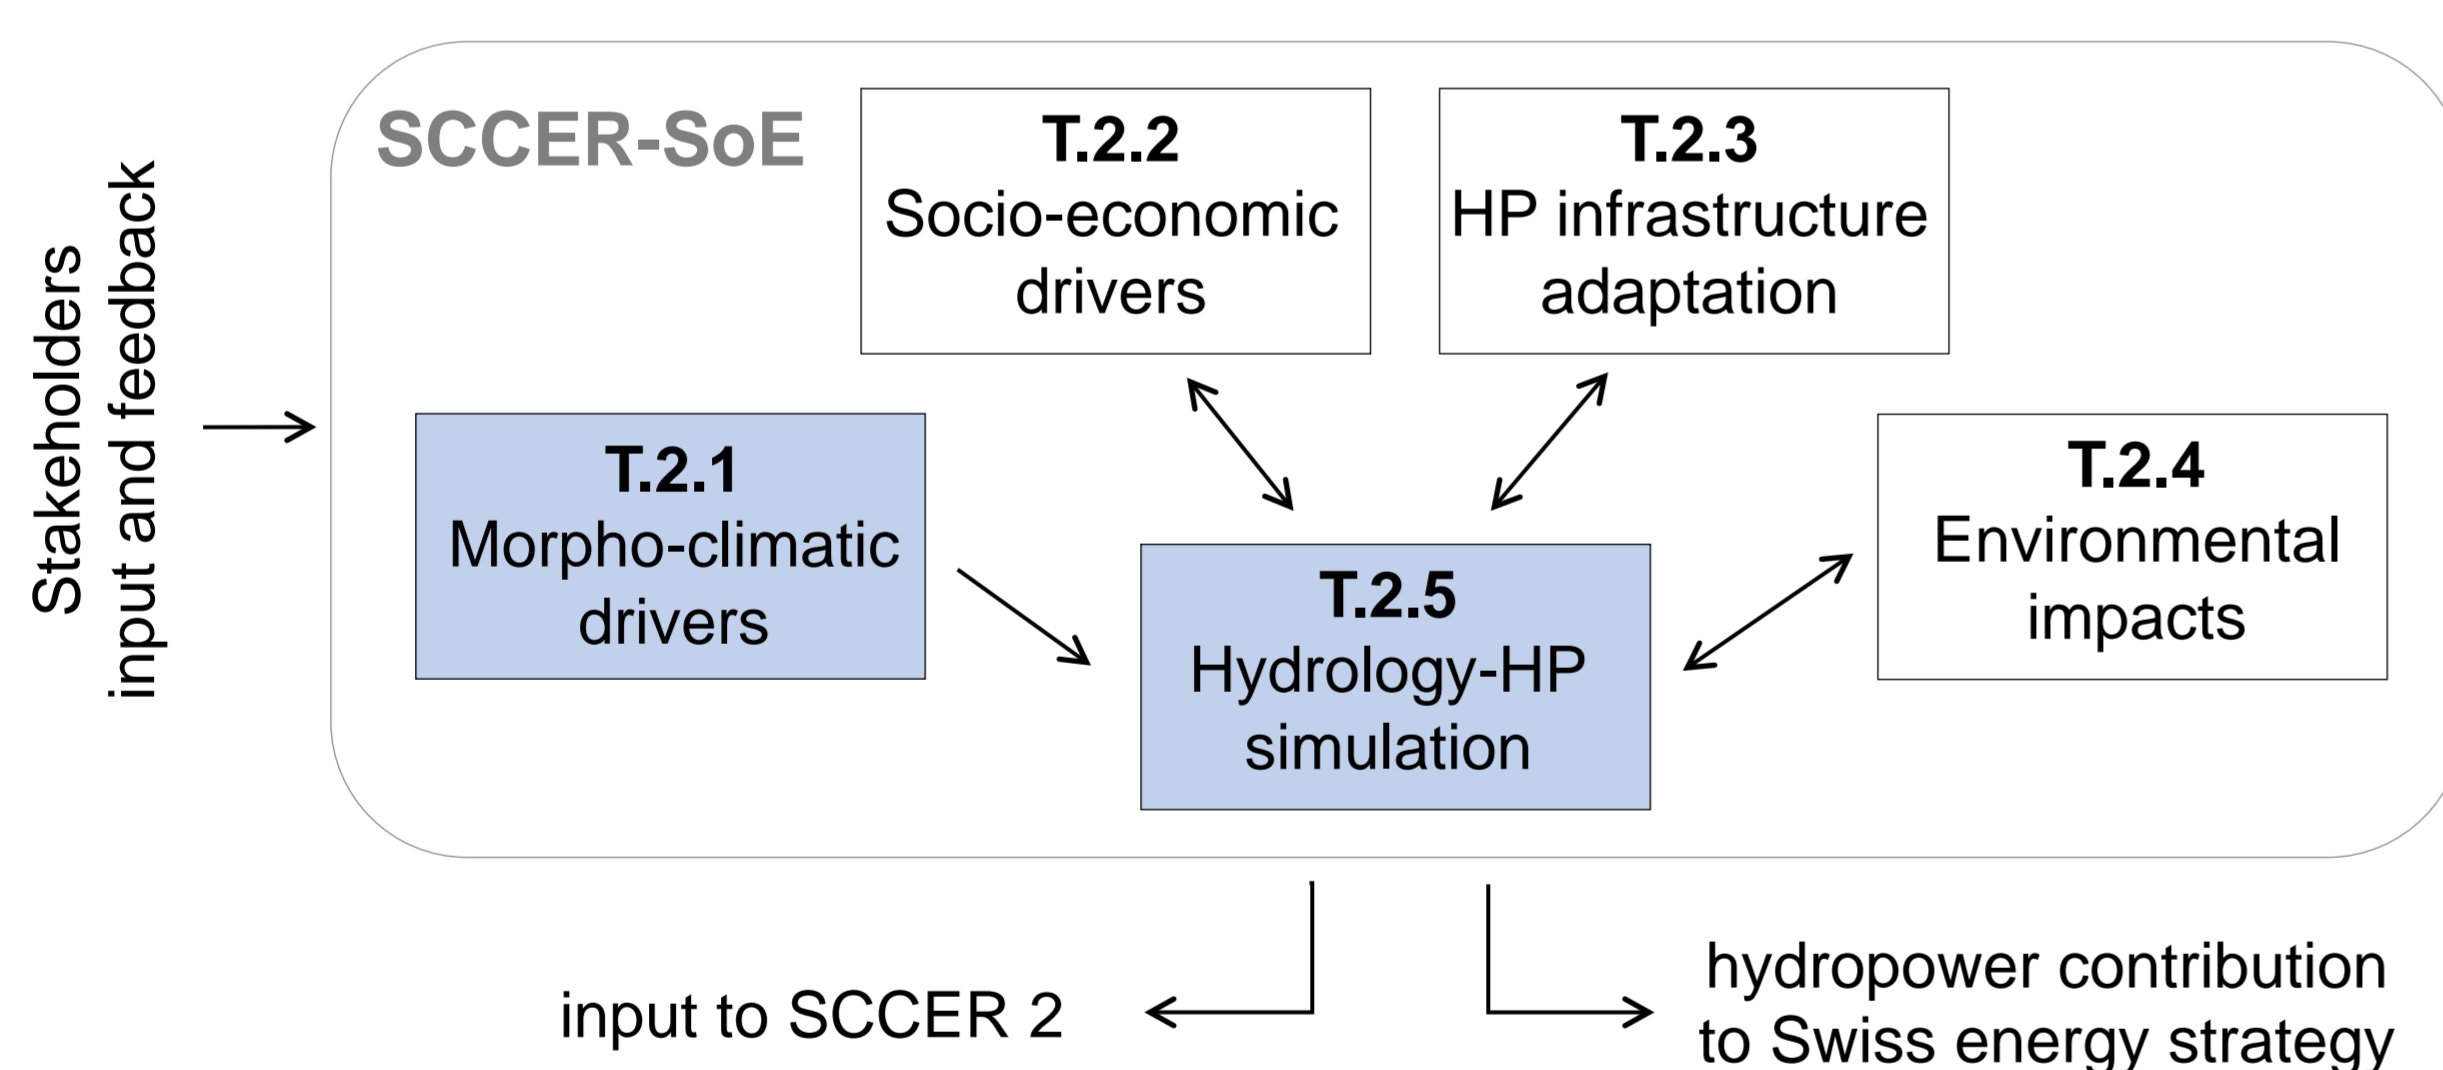 Stakeholders
input and feedback
SCCER-SoE
T.2.2
Socio-economic
drivers
T.2.3
HP infrastructure
adaptation
T.2.1
Morpho-climatic
drivers
T.2.4
Environmental
impacts
T.2.5
Hydrology-HP
simulation
input to SCCER 2
hydropower contribution
to Swiss energy strategy